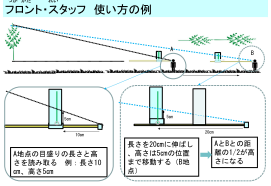 フロント・スタッフ 使い方の例
A
B
5cm
10cm
5cm
20cm
A地点の目盛りの長さと高
さを読み取る 例:長さ10
cm、高さ5cm
長さを20cmに伸ばし
、高さは5cmの位置
まで移動する(B地
点)
AとBとの距
離の1/2が高
さになる